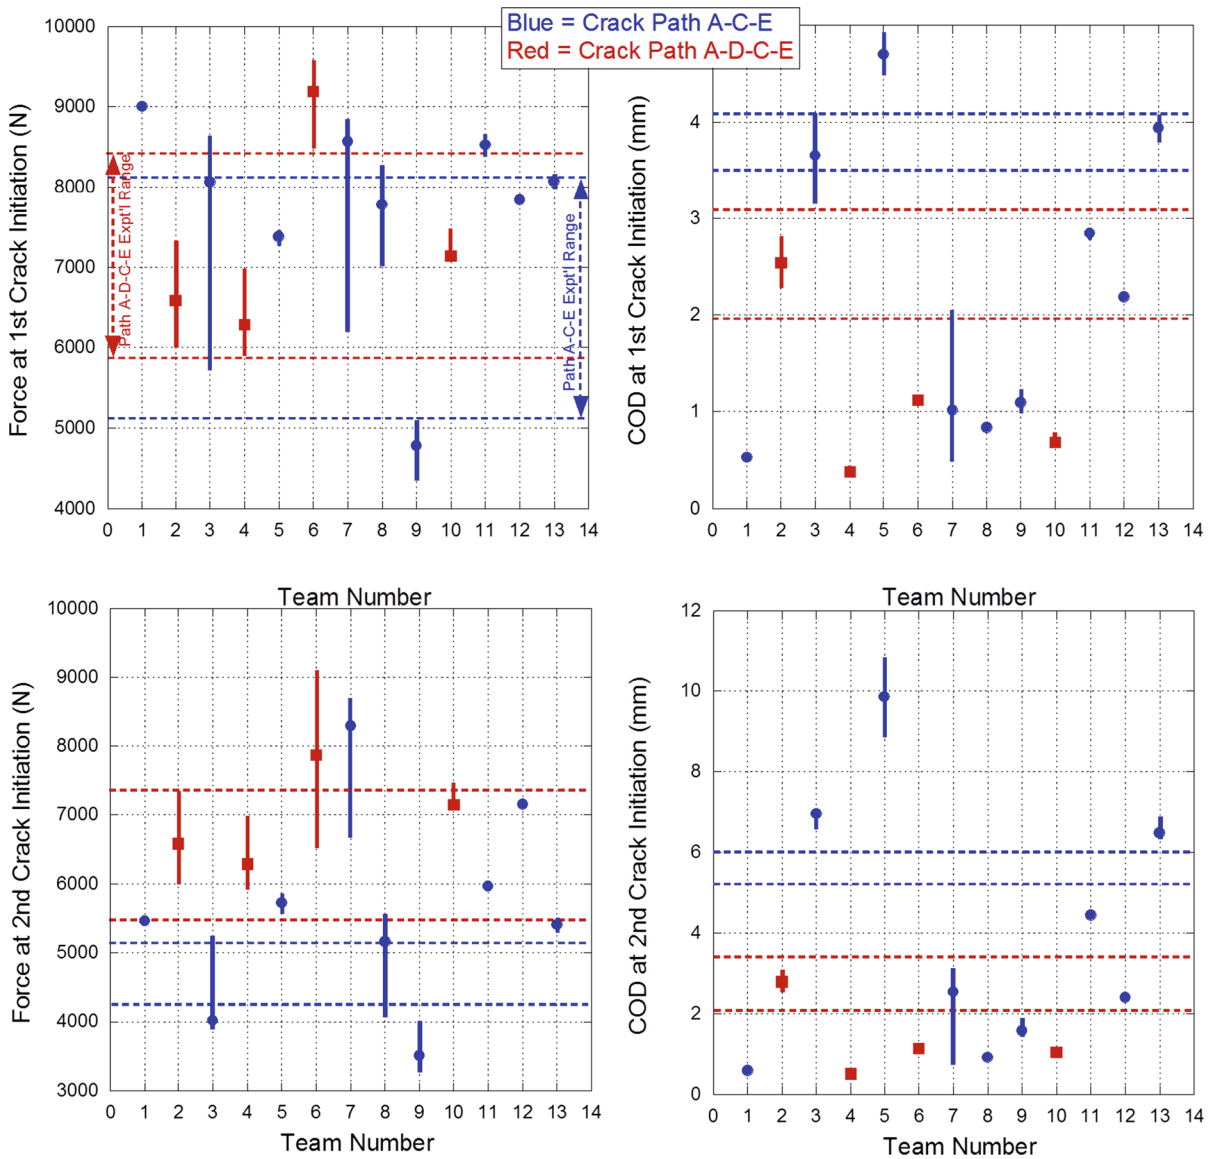 Blue = Crack Path A-C-E
Red = Crack Path A-D-C-E
Force at 1st Crack Initiation (N)
10000
9000
8000
7000
6000
5000
4000
Path A-D-C-E Expt'l Range
Path A-C-E Expt'l Range
0 1 2 3 4 5 6 7 8 9 10 11 12 13 14
Team Number
COD at 1st Crack Initiation (mm)
4
3
2
1
0
0 1 2 3 4 5 6 7 8 9 10 11 12 13 14
Team Number
Force at 2nd Crack Initiation (N)
10000
9000
8000
7000
6000
5000
4000
3000
0 1 2 3 4 5 6 7 8 9 10 11 12 13 14
Team Number
COD at 2nd Crack Initiation (mm)
12
10
8
6
4
2
0
0 1 2 3 4 5 6 7 8 9 10 11 12 13 14
Team Number